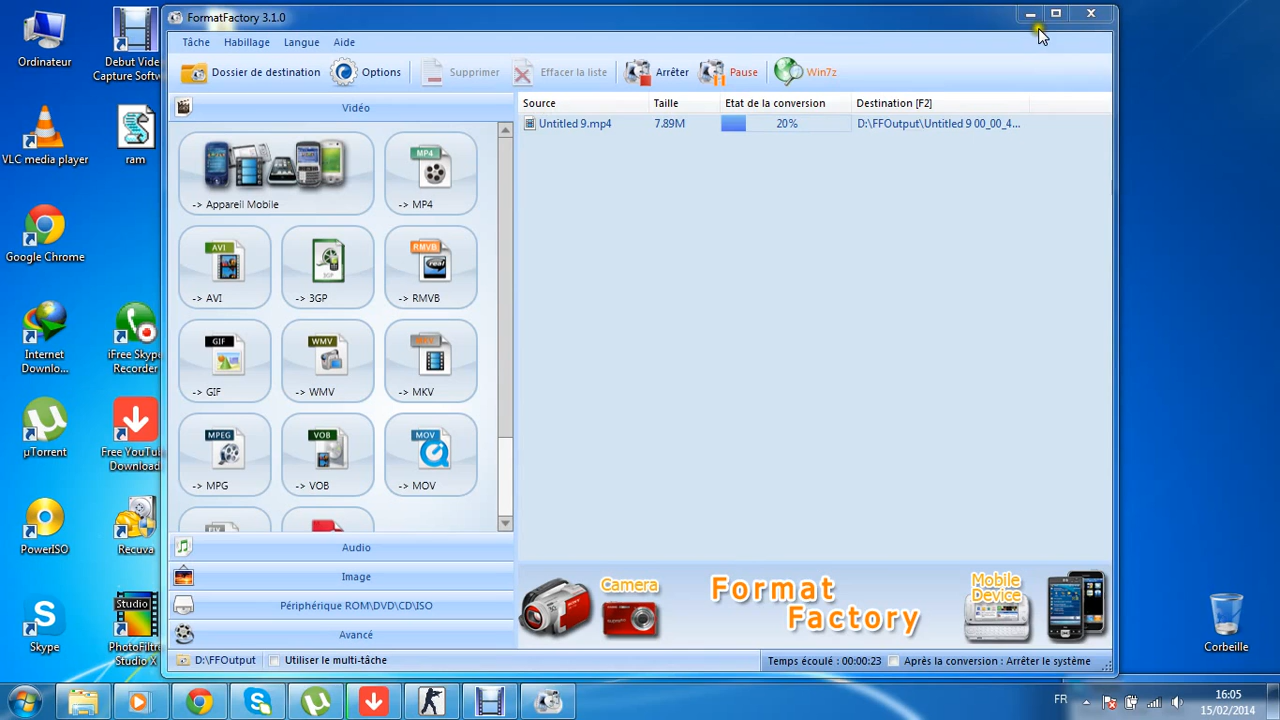 FormatFactory 3.1.0
Tâche Habillage Langue Aide
Dossier de destination Options Supprimer Effacer la liste Arrêter Pause Win7z
Vidéo
Source Taille Etat de la conversion Destination [F2]
Untitled 9.mp4 7.89M 20% D:\FFOutput\Untitled 9 00_00_4...
-> Appareil Mobile
MP4
-> MP4
AVI
-> AVI
3GP
-> 3GP
RMVB
real
-> RMVB
GIF
-> GIF
WMV
-> WMV
-> MKV
MPEG
-> MPG
VOB
-> VOB
MOV
-> MOV
Audio
Image
Périphérique ROM\DVD\CD\ISO
Avancé
Camera
Format
Factory
Mobile
Device
D:\FFOutput Utiliser le multi-tâche
Temps écoulé : 00:00:23 Après la conversion : Arrêter le système
Ordinateur
Debut Vide
Capture Softw
VLC media player
ram
Google Chrome
Internet
Downlo...
iFree Skype
Recorder
µTorrent
Free YouTu
Download
PowerISO
Recuva
Skype
Studio
PhotoFiltre
Studio X
Corbeille
FR
16:05
15/02/2014